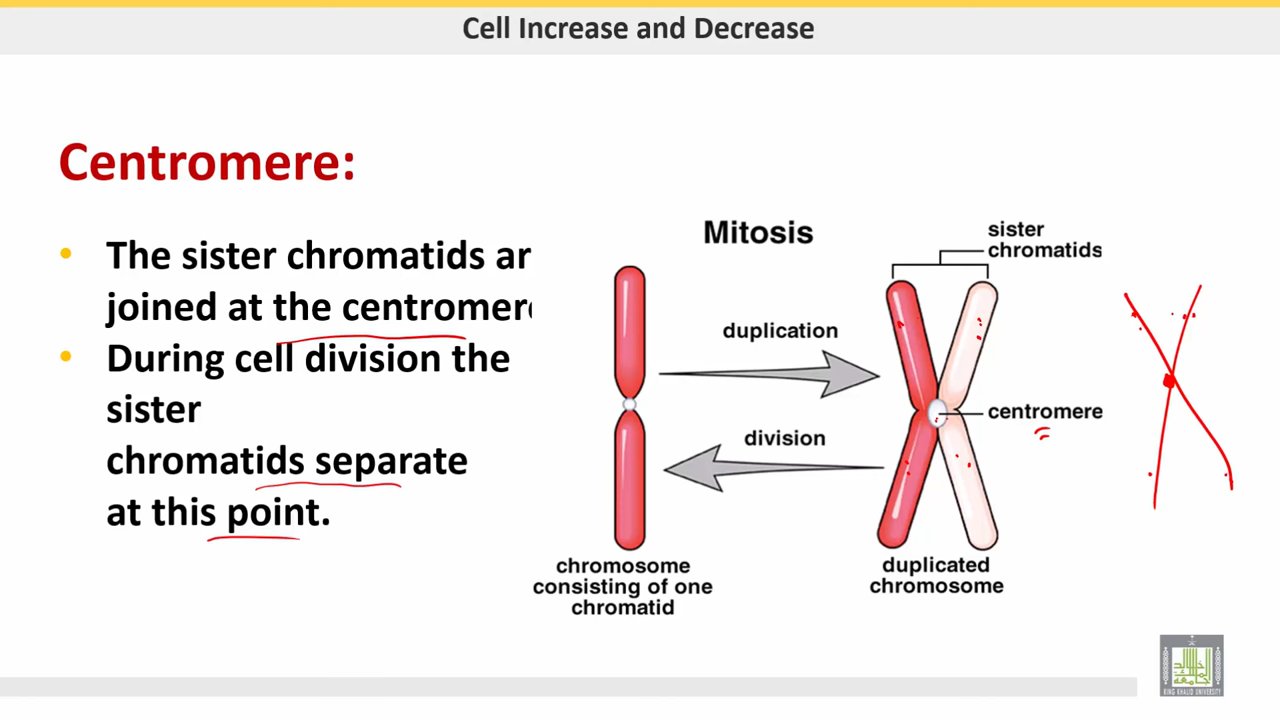 Cell Increase and Decrease
Centromere:
• The sister chromatids ar
joined at the centromer
• During cell division the
sister
chromatids separate
at this point.
Mitosis
sister
chromatids
duplication
centromere
division
chromosome
consisting of one
chromatid
duplicated
chromosome
KING KHALID UNIVERSITY